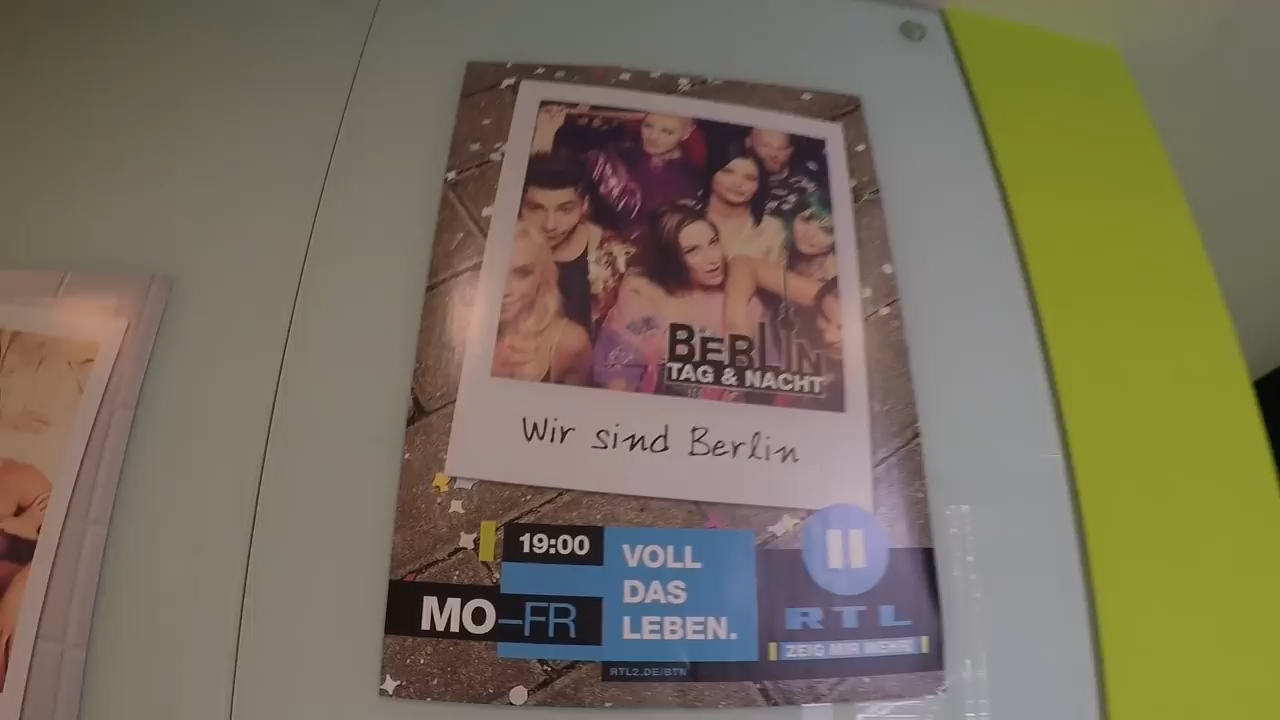 BERLIN
TAG & NACHT
Wir sind Berlin
19:00
MO–FR
VOLL
DAS
LEBEN.
II
RTL
ZEIG MIR MEHR!
RTL2.DE/BTN